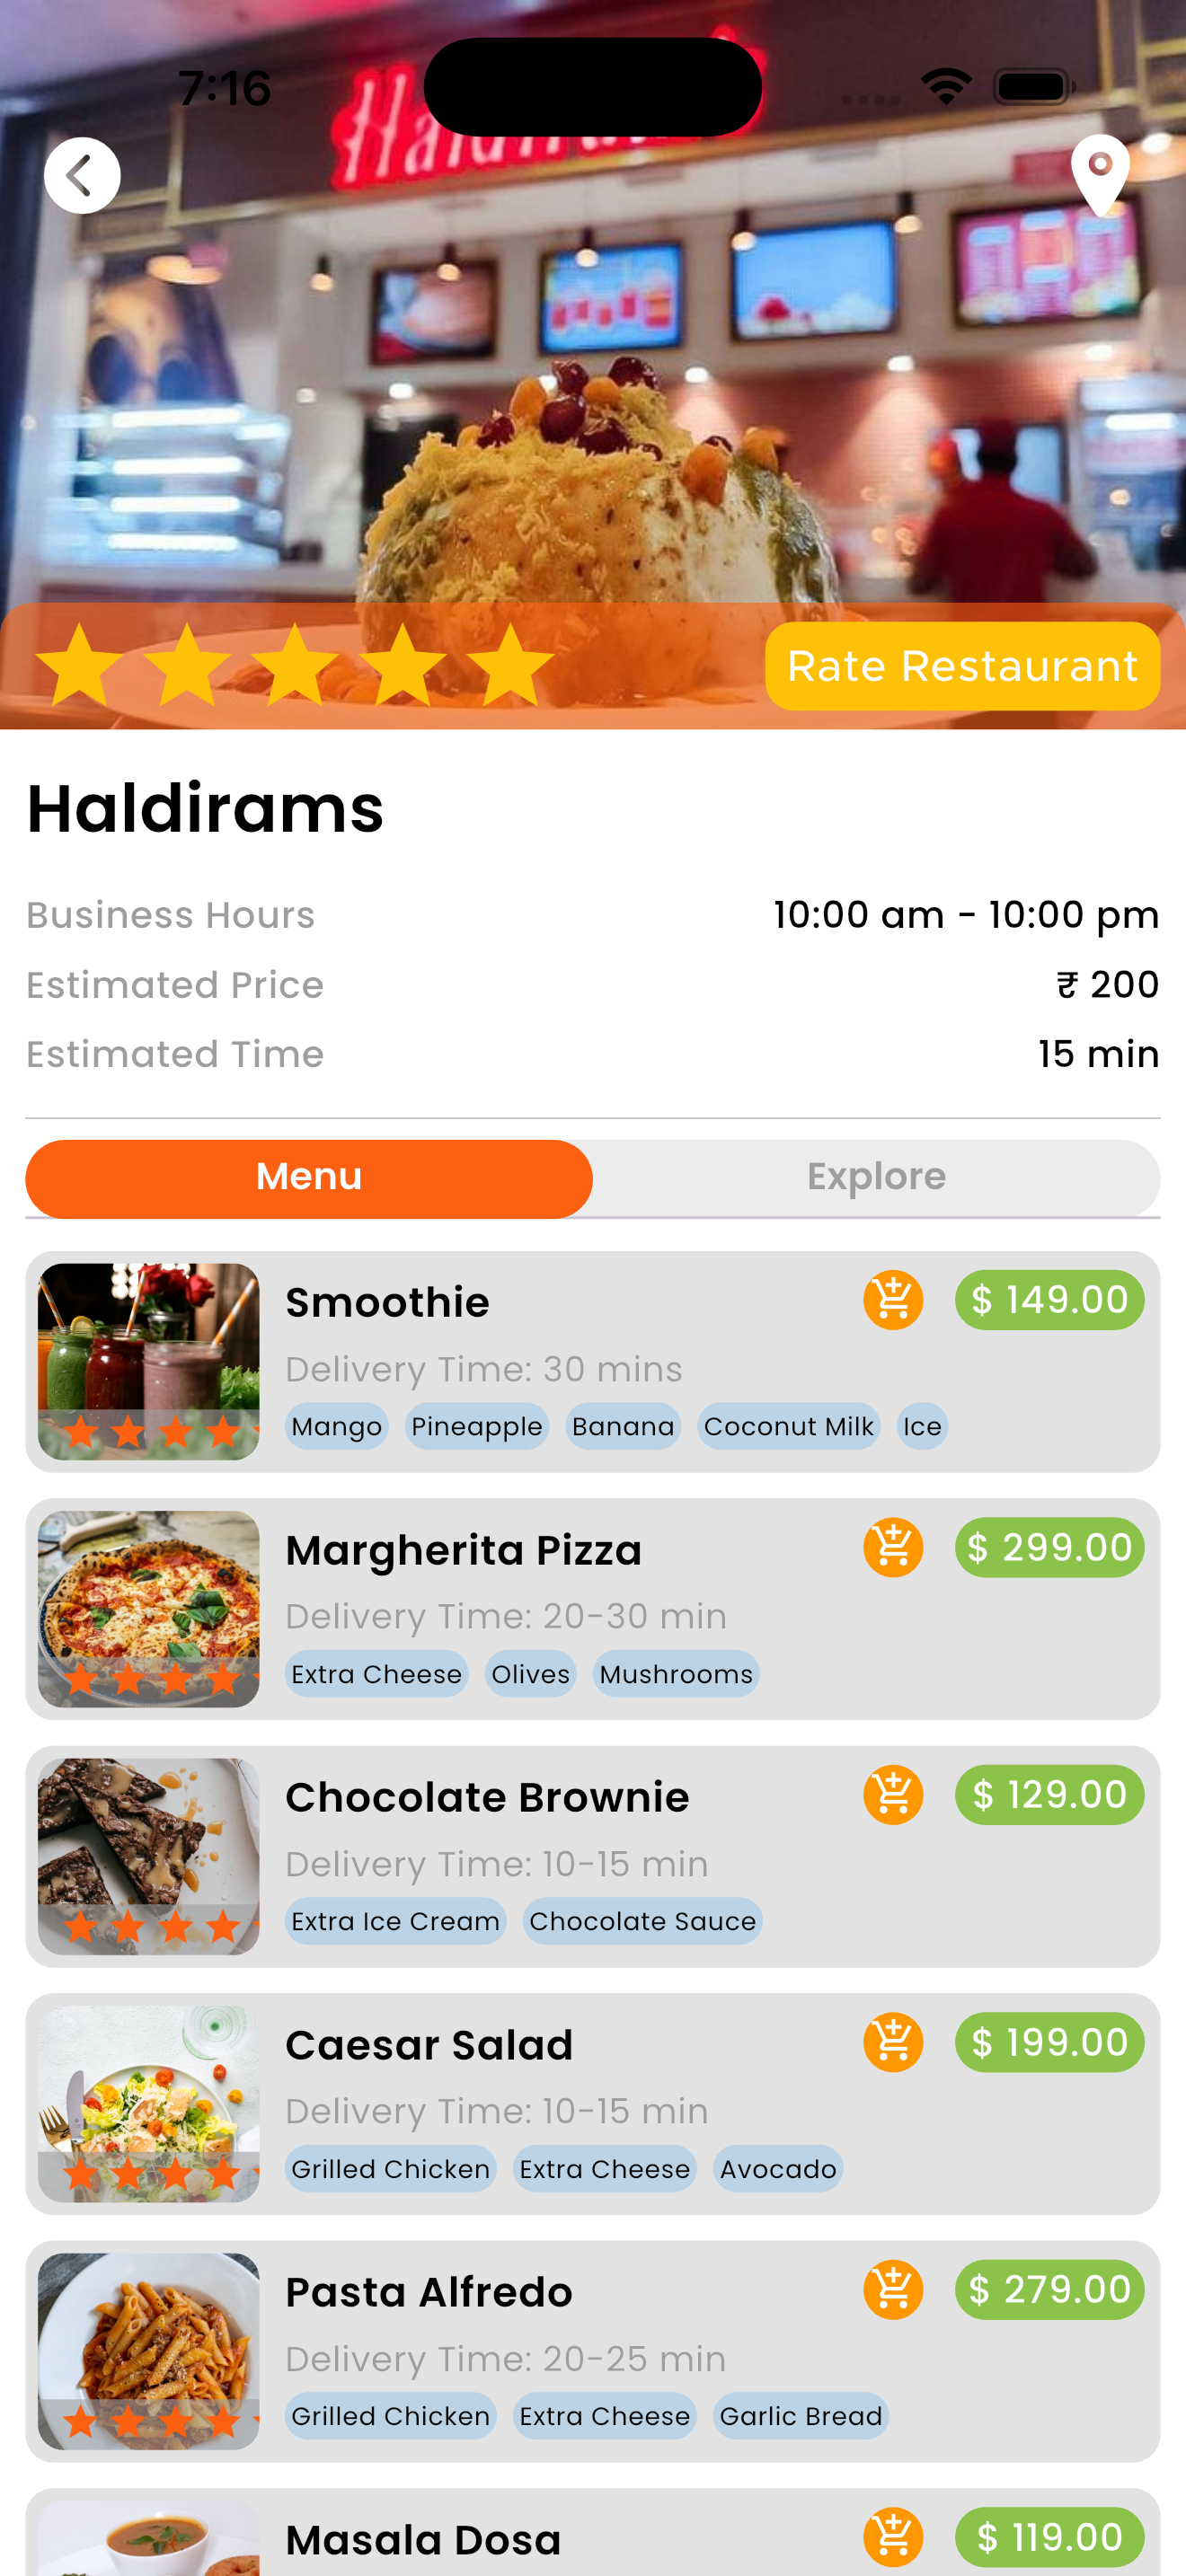 7:16
Rate Restaurant
Haldirams
Business Hours 10:00 am - 10:00 pm
Estimated Price ₹ 200
Estimated Time 15 min
Menu Explore
Smoothie $ 149.00
Delivery Time: 30 mins
Mango Pineapple Banana Coconut Milk Ice
Margherita Pizza $ 299.00
Delivery Time: 20-30 min
Extra Cheese Olives Mushrooms
Chocolate Brownie $ 129.00
Delivery Time: 10-15 min
Extra Ice Cream Chocolate Sauce
Caesar Salad $ 199.00
Delivery Time: 10-15 min
Grilled Chicken Extra Cheese Avocado
Pasta Alfredo $ 279.00
Delivery Time: 20-25 min
Grilled Chicken Extra Cheese Garlic Bread
Masala Dosa $ 119.00